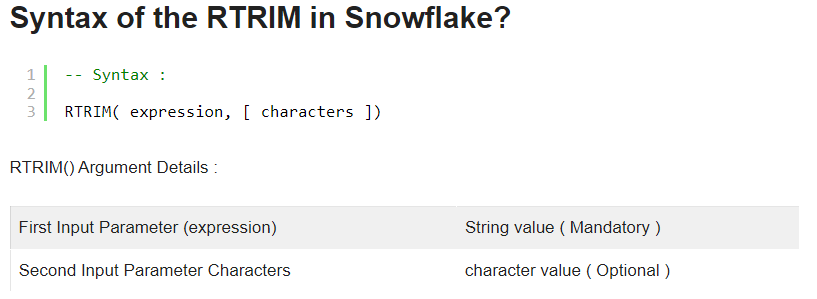 Syntax of the RTRIM in Snowflake?
1 -- Syntax :
2
3 RTRIM( expression, [ characters ])
RTRIM() Argument Details :
First Input Parameter (expression) String value ( Mandatory )
Second Input Parameter Characters character value ( Optional )